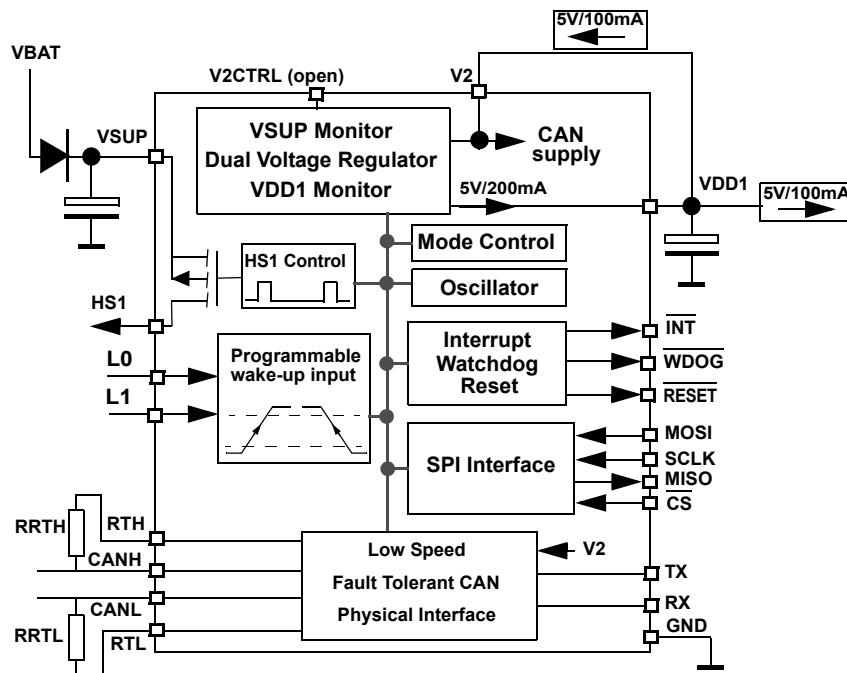 5V/100mA
VBAT
V2CTRL (open)
V2
VSUP
VSUP Monitor
Dual Voltage Regulator
VDD1 Monitor
CAN
supply
5V/200mA
VDD1
5V/100mA
Mode Control
HS1 Control
Oscillator
HS1
L0
L1
Programmable
wake-up input
Interrupt
Watchdog
Reset
INT
WDOG
RESET
SPI Interface
MOSI
SCLK
MISO
CS
RRTH
RTH
CANH
CANL
RRTL
RTL
Low Speed
Fault Tolerant CAN
Physical Interface
V2
TX
RX
GND